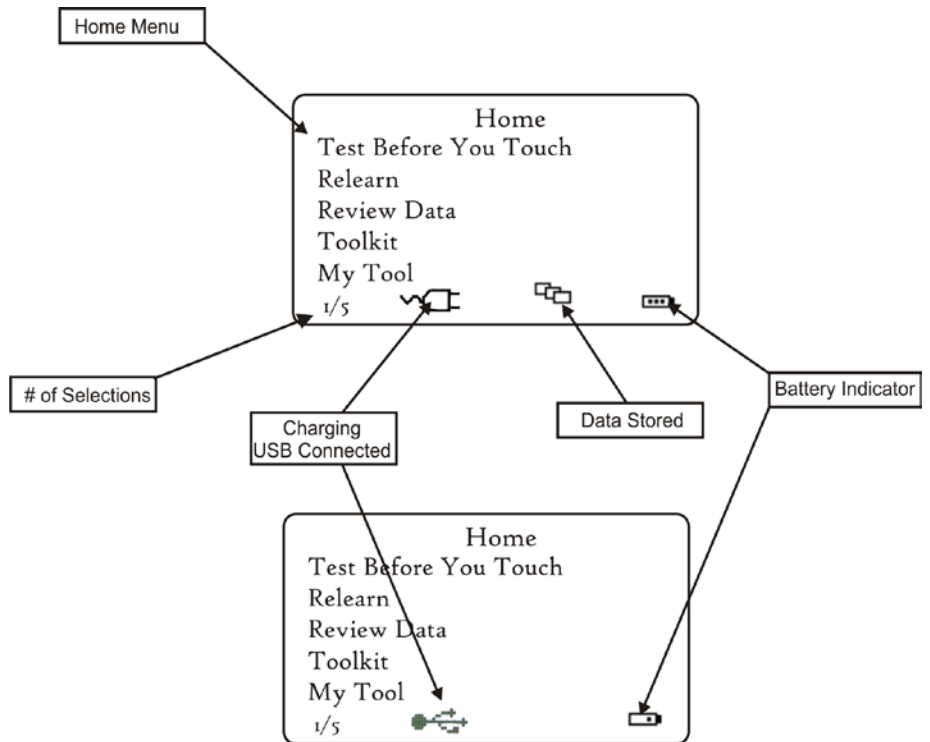 Home Menu
Home
Test Before You Touch
Relearn
Review Data
Toolkit
My Tool
1/5
# of Selections
Charging
USB Connected
Data Stored
Battery Indicator
Home
Test Before You Touch
Relearn
Review Data
Toolkit
My Tool
1/5